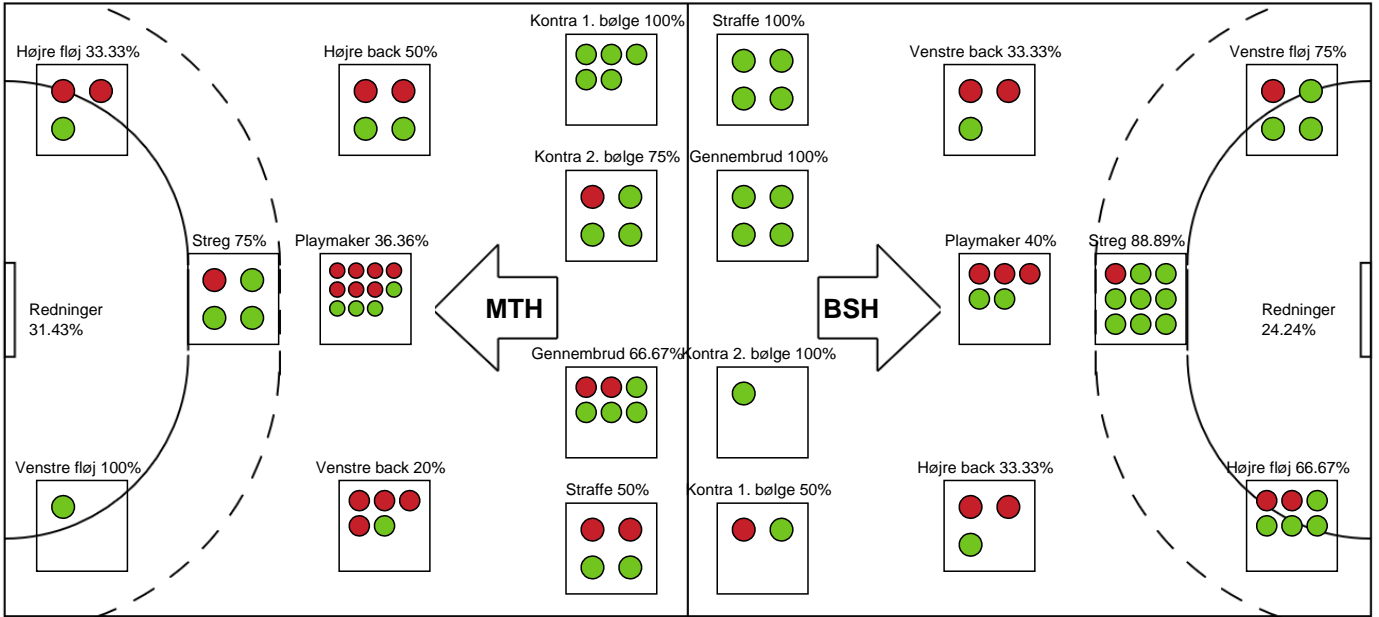 Kontra 1. bølge 100%
Straffe 100%
Højre fløj 33.33%
Højre back 50%
Venstre back 33.33%
Venstre fløj 75%
Kontra 2. bølge 75%
Gennembrud 100%
Streg 75%
Playmaker 36.36%
Playmaker 40%
Streg 88.89%
Redninger
31.43%
MTH
BSH
Redninger
24.24%
Gennembrud 66.67%
Kontra 2. bølge 100%
Venstre fløj 100%
Venstre back 20%
Straffe 50%
Kontra 1. bølge 50%
Højre back 33.33%
Højre fløj 66.67%